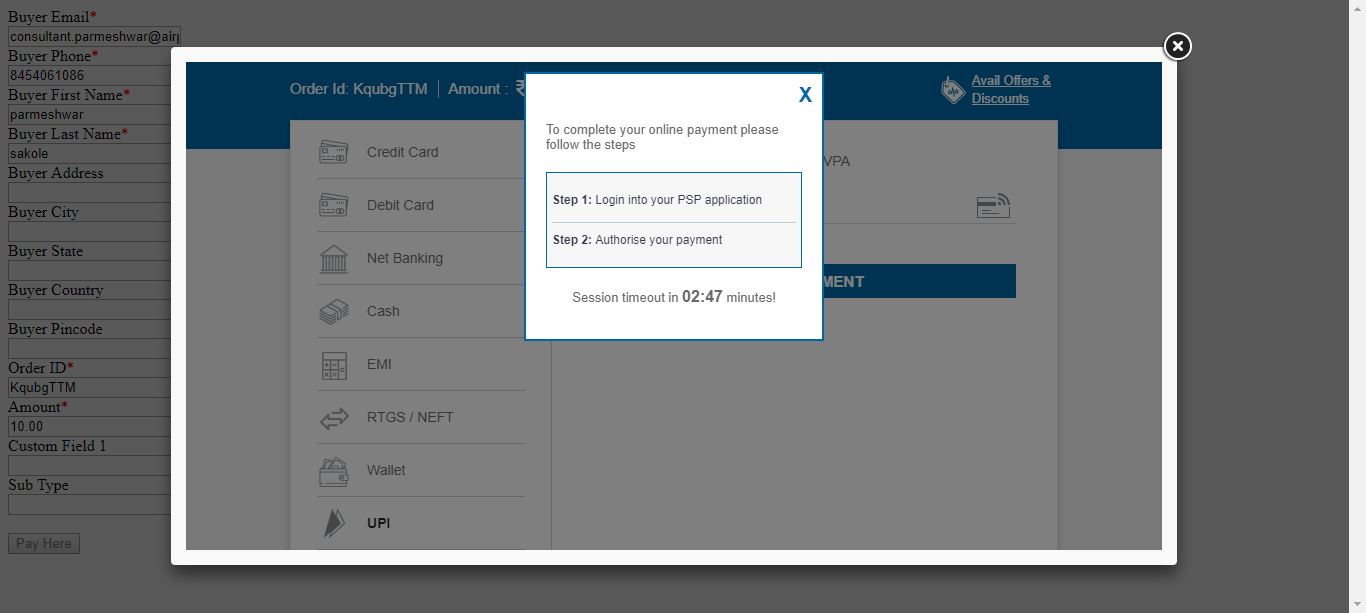 Buyer Email*
consultant.parmeshwar@air
Buyer Phone*
8454061086
Buyer First Name*
parmeshwar
Buyer Last Name*
sakole
Buyer Address
Buyer City
Buyer State
Buyer Country
Buyer Pincode
Order ID*
KqubgTTM
Amount*
10.00
Custom Field 1
Sub Type
Pay Here
Order Id: KqubgTTM | Amount : ₹
Avail Offers &
Discounts
Credit Card
Debit Card
Net Banking
Cash
EMI
RTGS / NEFT
Wallet
UPI
VPA
MENT
X
To complete your online payment please
follow the steps
Step 1: Login into your PSP application
Step 2: Authorise your payment
Session timeout in 02:47 minutes!